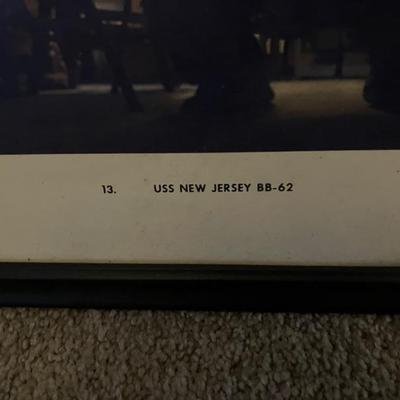 13. USS NEW JERSEY BB-62